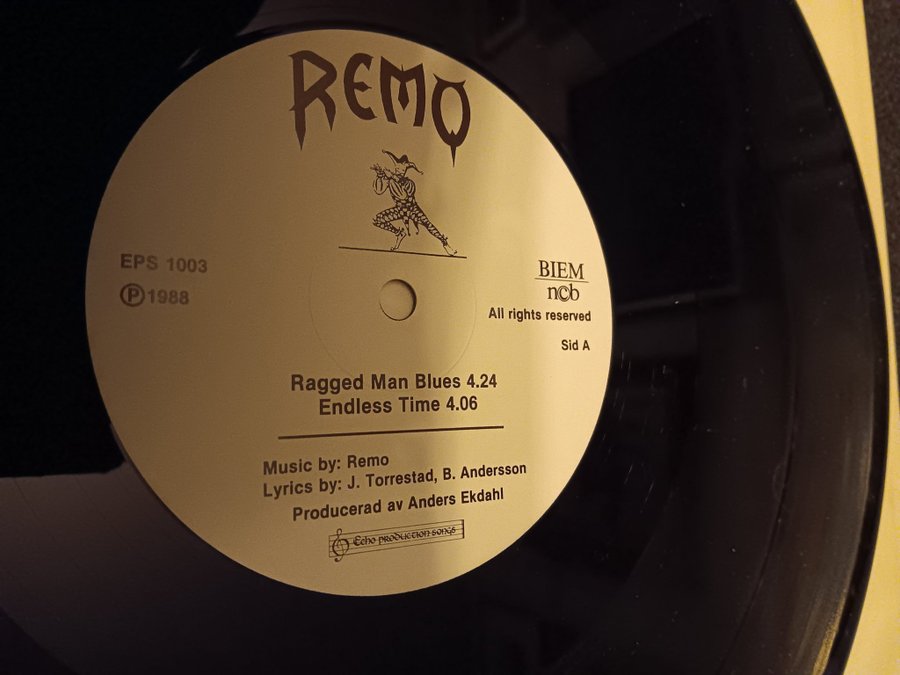 REMO
EPS 1003
Ⓟ 1988
BIEM
ncb
All rights reserved
Sid A
Ragged Man Blues 4.24
Endless Time 4.06
Music by: Remo
Lyrics by: J. Torrestad, B. Andersson
Producerad av Anders Ekdahl
Echo production songs